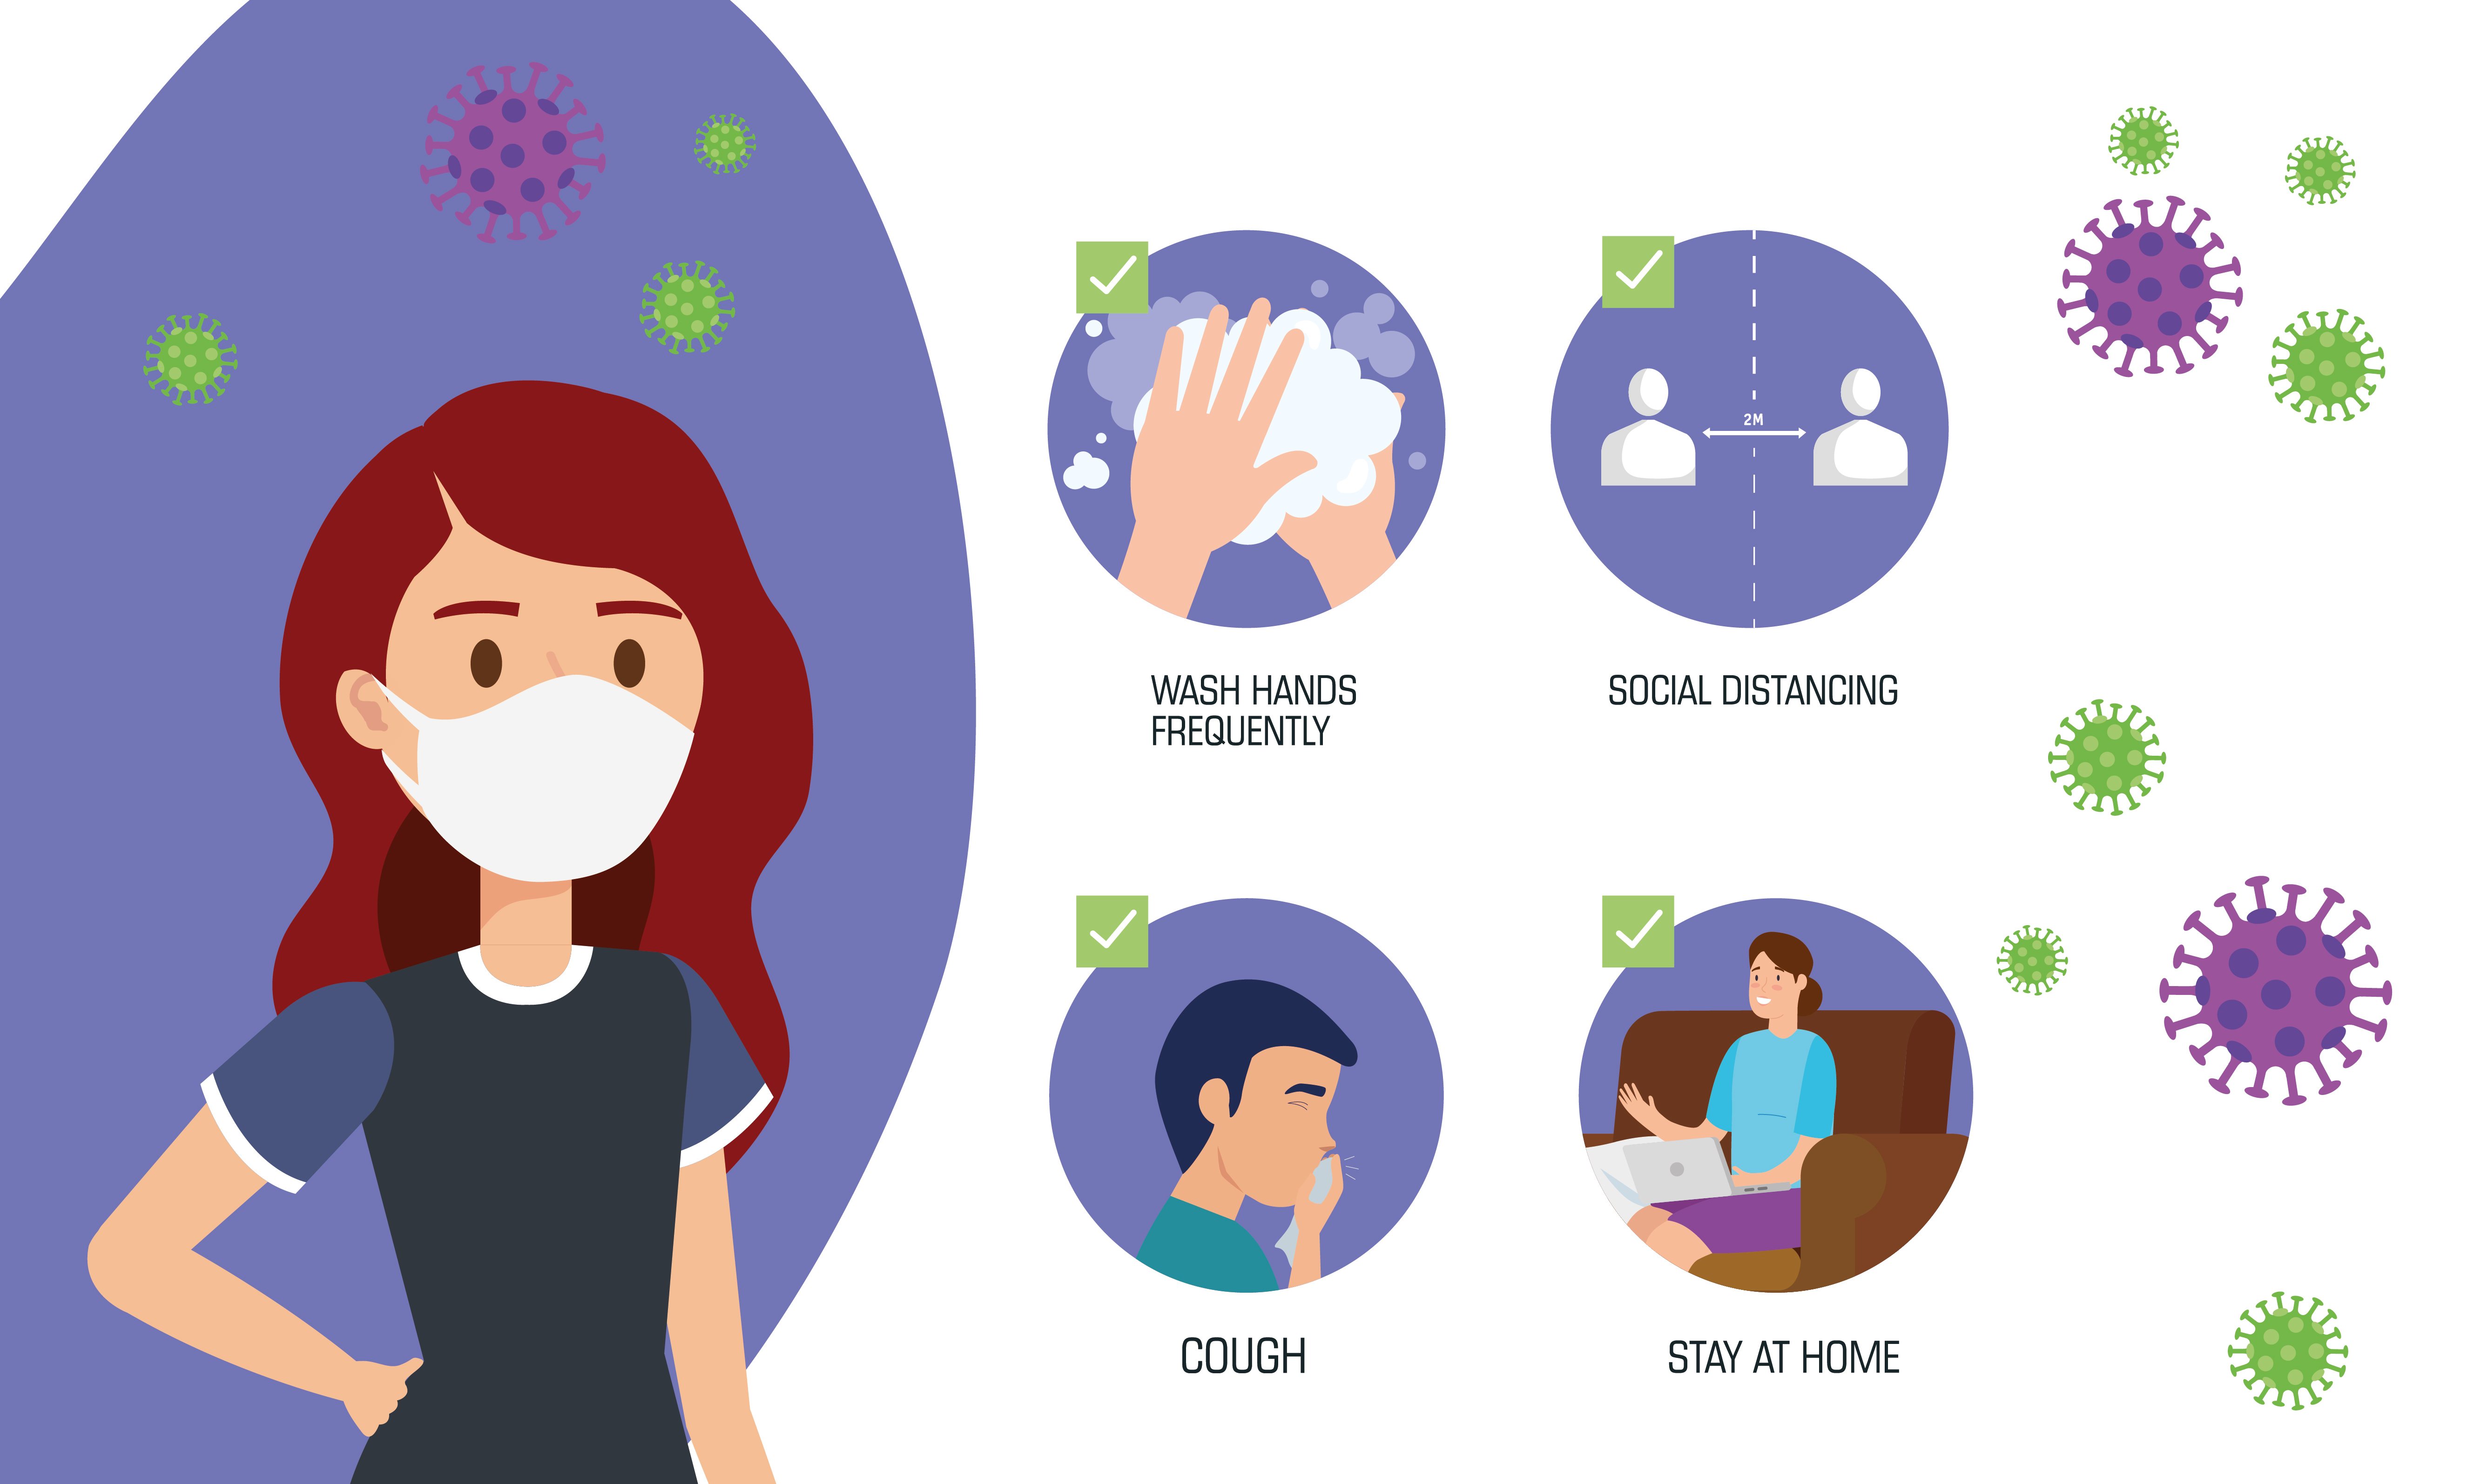 2M
WASH HANDS
FREQUENTLY
SOCIAL DISTANCING
COUGH
STAY AT HOME